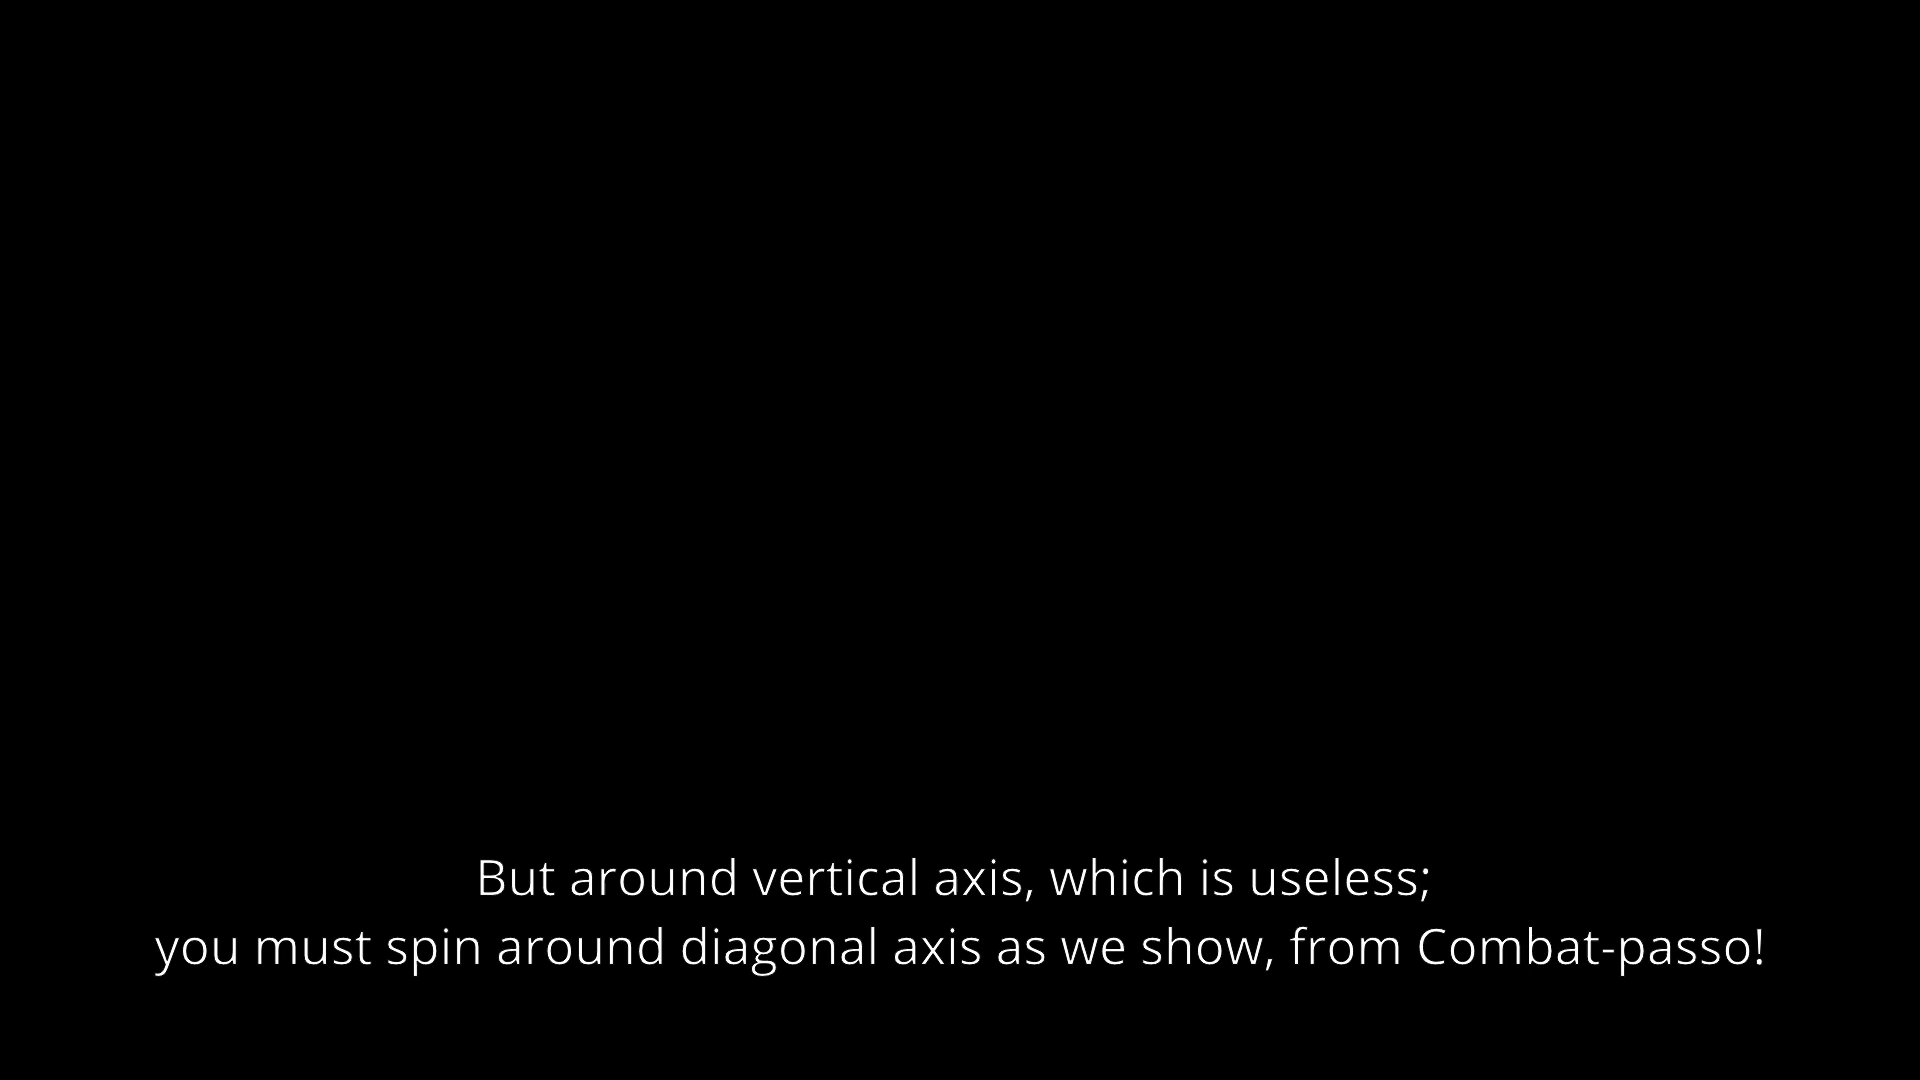 But around vertical axis, which is useless;
you must spin around diagonal axis as we show, from Combat-passo!